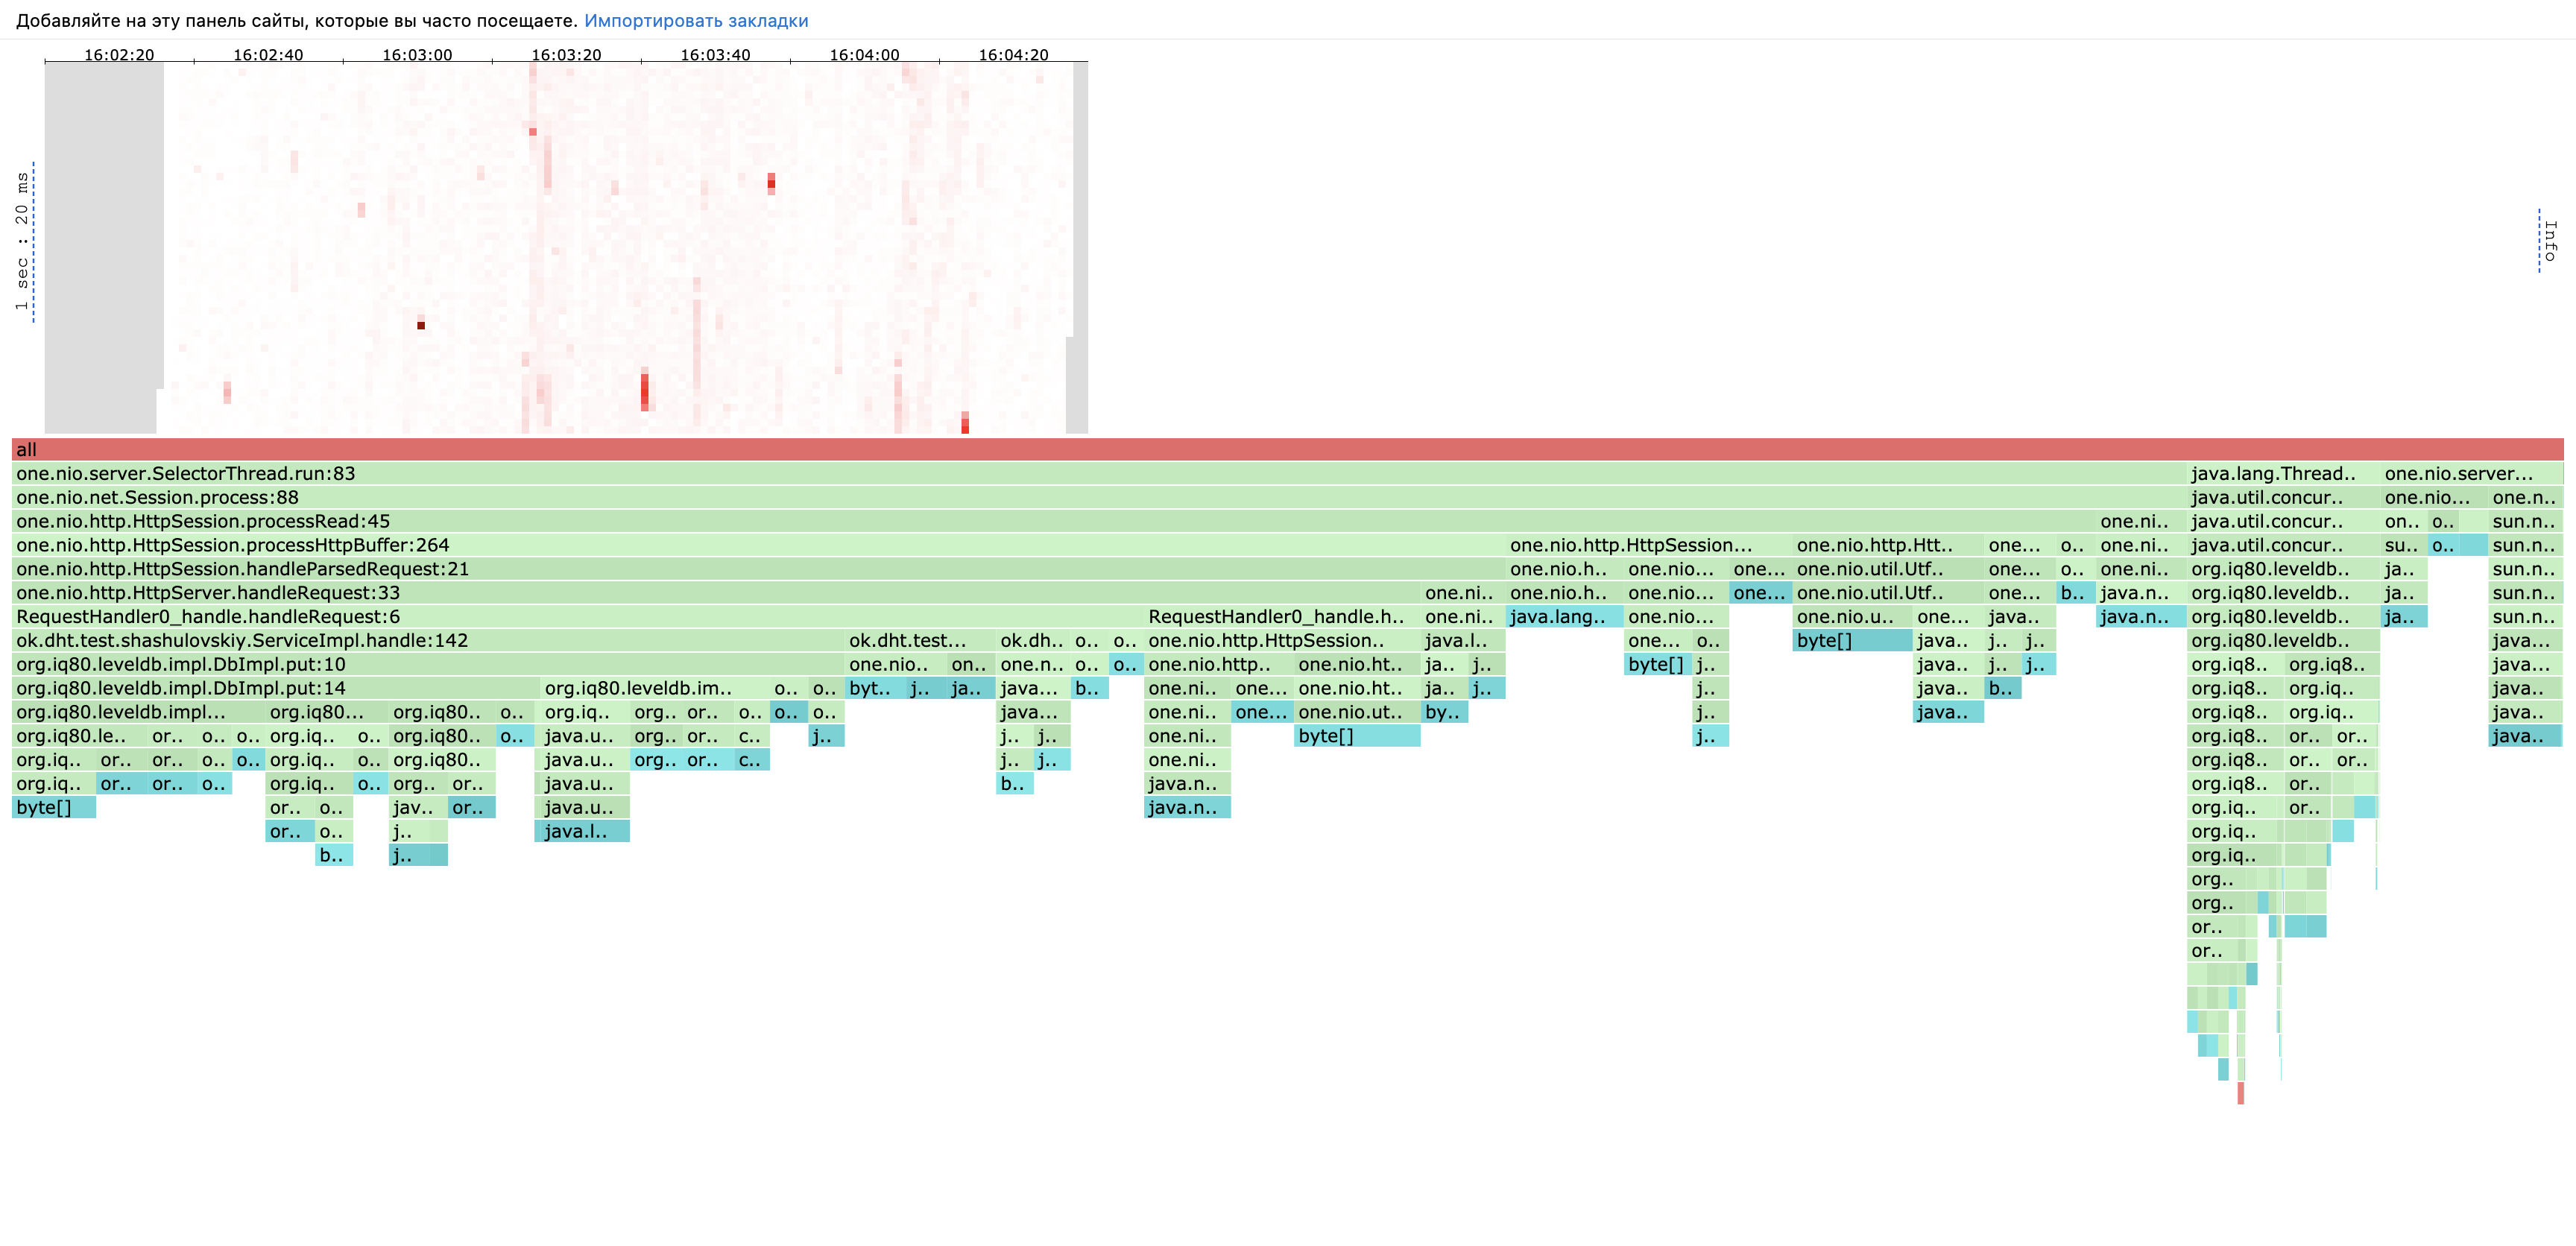 Добавляйте на эту панель сайты, которые вы часто посещаете. Импортировать закладки
16:02:20 16:02:40 16:03:00 16:03:20 16:03:40 16:04:00 16:04:20
1 sec : 20 ms
Info
all
one.nio.server.SelectorThread.run:83 java.lang.Thread.. one.nio.server...
one.nio.net.Session.process:88 java.util.concur.. one.nio... one.n..
one.nio.http.HttpSession.processRead:45 one.ni.. java.util.concur.. on.. o.. sun.n..
one.nio.http.HttpSession.processHttpBuffer:264 one.nio.http.HttpSession... one.nio.http.Htt.. one... o.. one.ni.. java.util.concur.. su.. o.. sun.n..
one.nio.http.HttpSession.handleParsedRequest:21 one.nio.h.. one.nio... one... one.nio.util.Utf.. one... o.. one.ni.. org.iq80.leveldb.. ja.. sun.n..
one.nio.http.HttpServer.handleRequest:33 one.ni.. one.nio.h.. one.nio... one... one.nio.util.Utf.. one... b.. java.n.. org.iq80.leveldb.. ja.. sun.n..
RequestHandler0_handle.handleRequest:6 RequestHandler0_handle.h.. one.ni.. java.lang.. one.nio... one.nio.u.. one... java.. java.n.. org.iq80.leveldb.. ja.. sun.n..
ok.dht.test.shashulovskiy.ServiceImpl.handle:142 ok.dht.test... ok.dh.. o.. o.. one.nio.http.HttpSession.. java.l.. one... o.. byte[] java.. j.. j.. org.iq80.leveldb.. java...
org.iq80.leveldb.impl.DbImpl.put:10 one.nio.. on.. one.n.. o.. o.. one.nio.http.. one.nio.ht.. ja.. j.. byte[] j.. java.. j.. j.. org.iq8.. org.iq8.. java...
org.iq80.leveldb.impl.DbImpl.put:14 org.iq80.leveldb.im.. o.. o.. byt.. j.. ja.. java... b.. one.ni.. one... one.nio.ht.. ja.. j.. j.. java.. b.. org.iq8.. org.iq.. java..
org.iq80.leveldb.impl... org.iq80... org.iq80.. o.. org.iq.. org.. or.. o.. o.. o.. java... one.ni.. one... one.nio.ut.. by.. j.. java.. org.iq8.. org.iq.. java..
org.iq80.le.. or.. o.. o.. org.iq.. o.. org.iq80.. o.. java.u.. org.. or.. c.. j.. j.. j.. one.ni.. byte[] j.. org.iq8.. or.. or.. java..
org.iq.. or.. or.. o.. o.. org.iq.. o.. org.iq80.. java.u.. org.. or.. c.. j.. j.. one.ni.. org.iq8.. or.. or..
org.iq.. or.. or.. o.. org.iq.. o.. org.. or.. java.u.. b.. java.n.. org.iq8.. or..
byte[] or.. o.. jav.. or.. java.u.. java.n.. org.iq.. or..
or.. o.. j.. java.l.. org.iq..
b.. j.. org.iq..
org..
org..
or..
or..